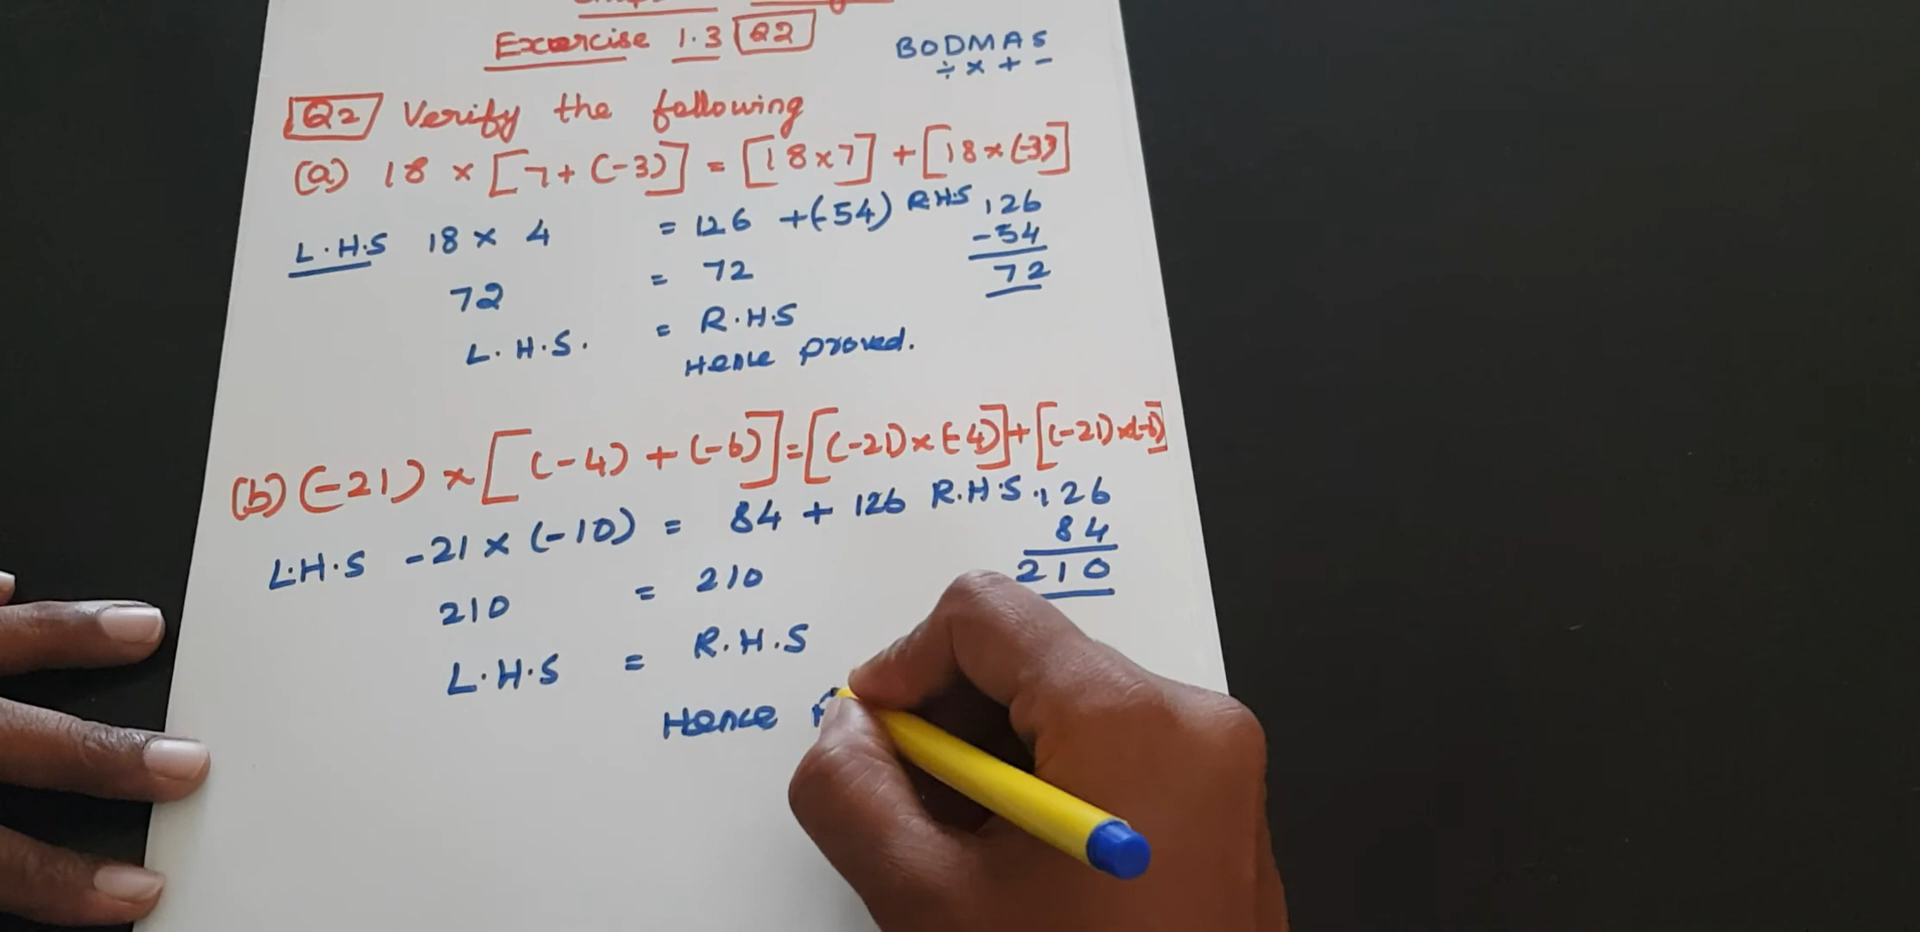 Exercise 1.3 Q2
BODMAS
÷ × + −
Q2 Verify the following
(a) 18 × [7 + (-3)] = [18 × 7] + [18 × (-3)]
L.H.S 18 × 4 = 126 + (-54) R.H.S 126
-54
72 = 72 72
L.H.S. = R.H.S
Hence proved.
(b) (-21) × [(-4) + (-6)] = [(-21) × (-4)] + [(-21) × (-6)]
L.H.S -21 × (-10) = 84 + 126 R.H.S. 126
84
210 = 210 210
L.H.S = R.H.S
Hence